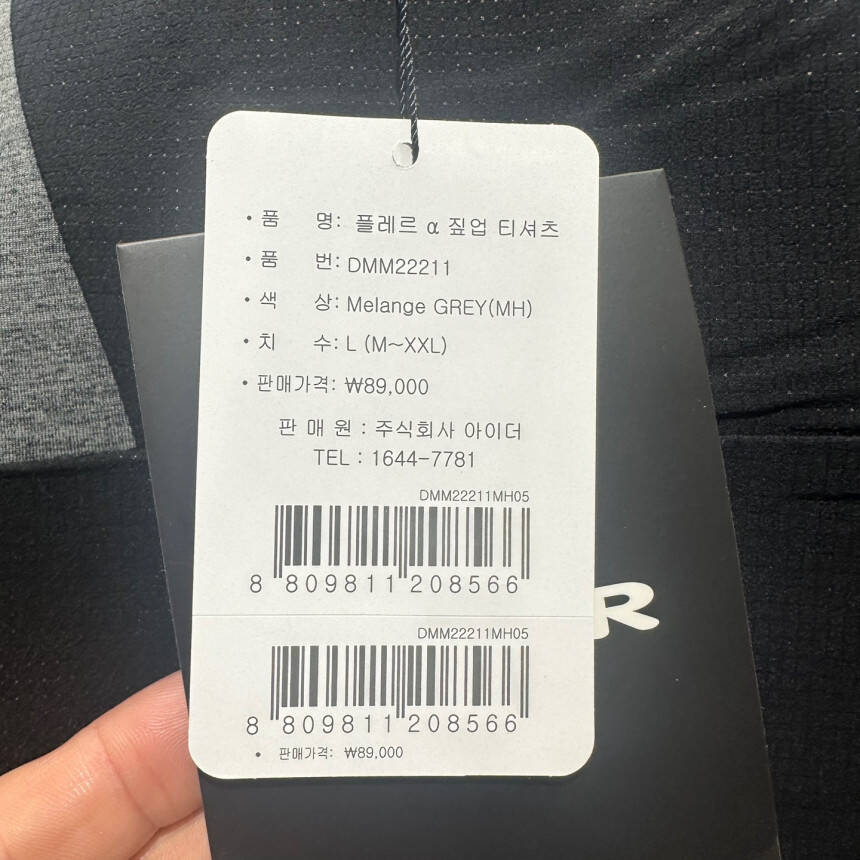 • 품 명: 플레르 α 짚업 티셔츠
• 품 번: DMM22211
• 색 상: Melange GREY(MH)
• 치 수: L (M~XXL)
• 판매가격: ₩89,000
판 매 원 : 주식회사 아이더
TEL : 1644-7781
DMM22211MH05
8 809811 208566
R
DMM22211MH05
8 809811 208566
• 판매가격: ₩89,000